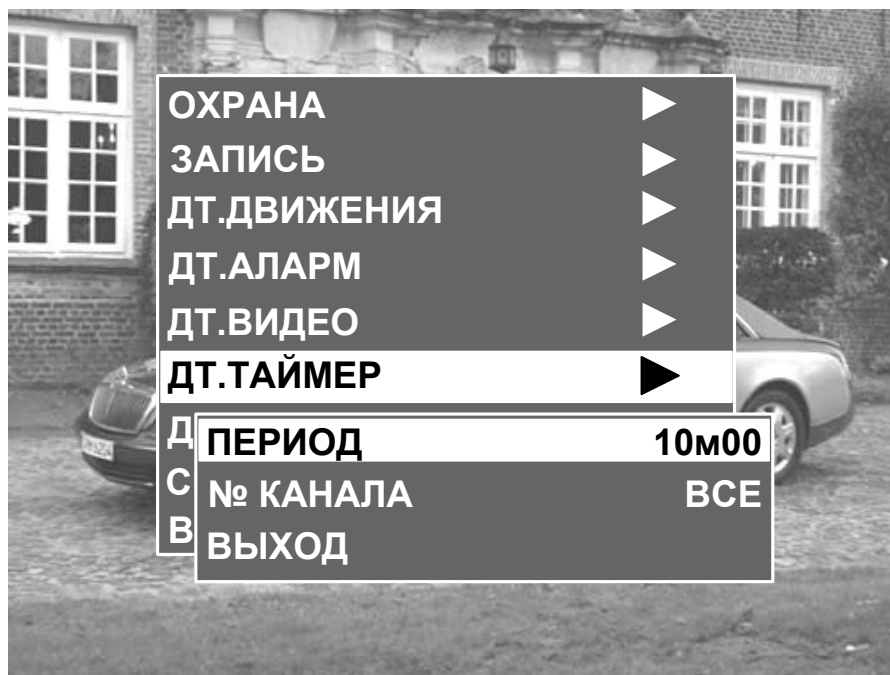 ОХРАНА
ЗАПИСЬ
ДТ.ДВИЖЕНИЯ
ДТ.АЛАРМ
ДТ.ВИДЕО
ДТ.ТАЙМЕР
Д
ПЕРИОД 10м00
С
№ КАНАЛА ВСЕ
В
ВЫХОД